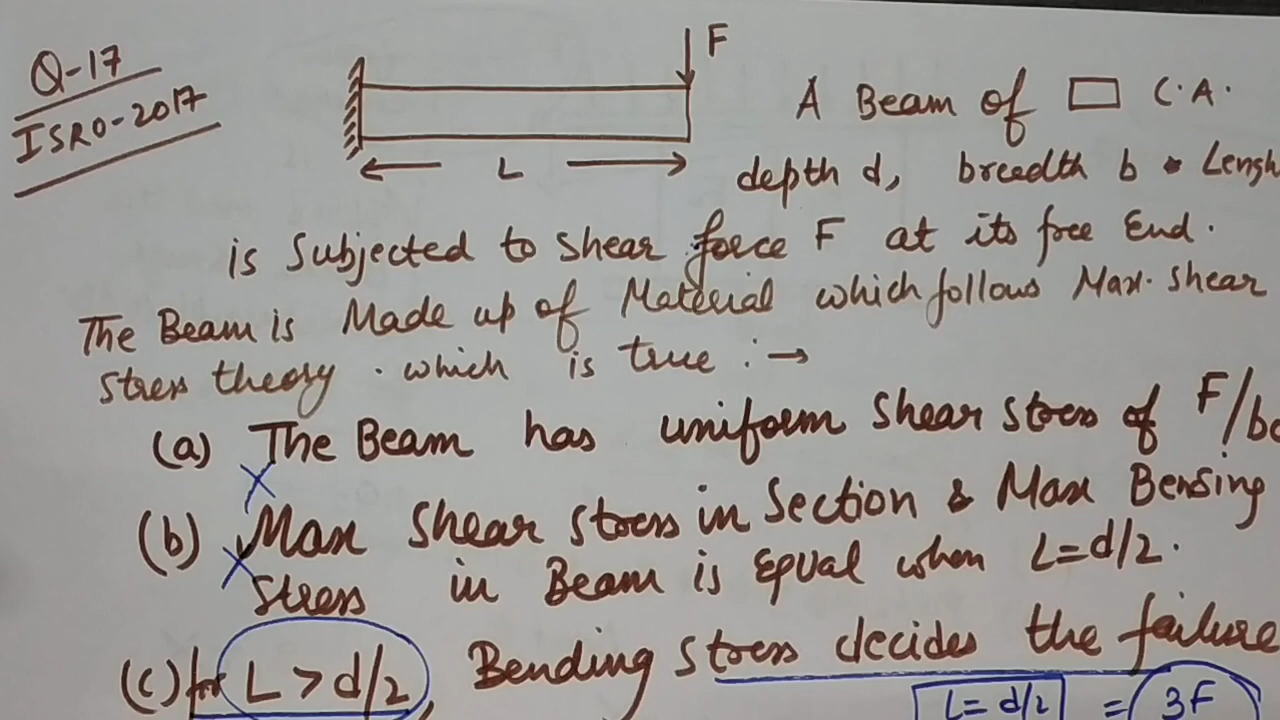 Q-17
ISRO-2017
F
L
A Beam of C.A.
depth d, breadth b & Lengh
is Subjected to Shear force F at its free End.
The Beam is Made up of Material which follows Max. Shear
Stress theory. which is true :→
(a) The Beam has uniform Shear Stress of F/bd
(b) Max Shear Stress in Section & Max Bensing
Stress in Beam is Equal when L=d/2.
(c) for L > d/2, Bending Stress decides the failure
L= d/2 = 3F